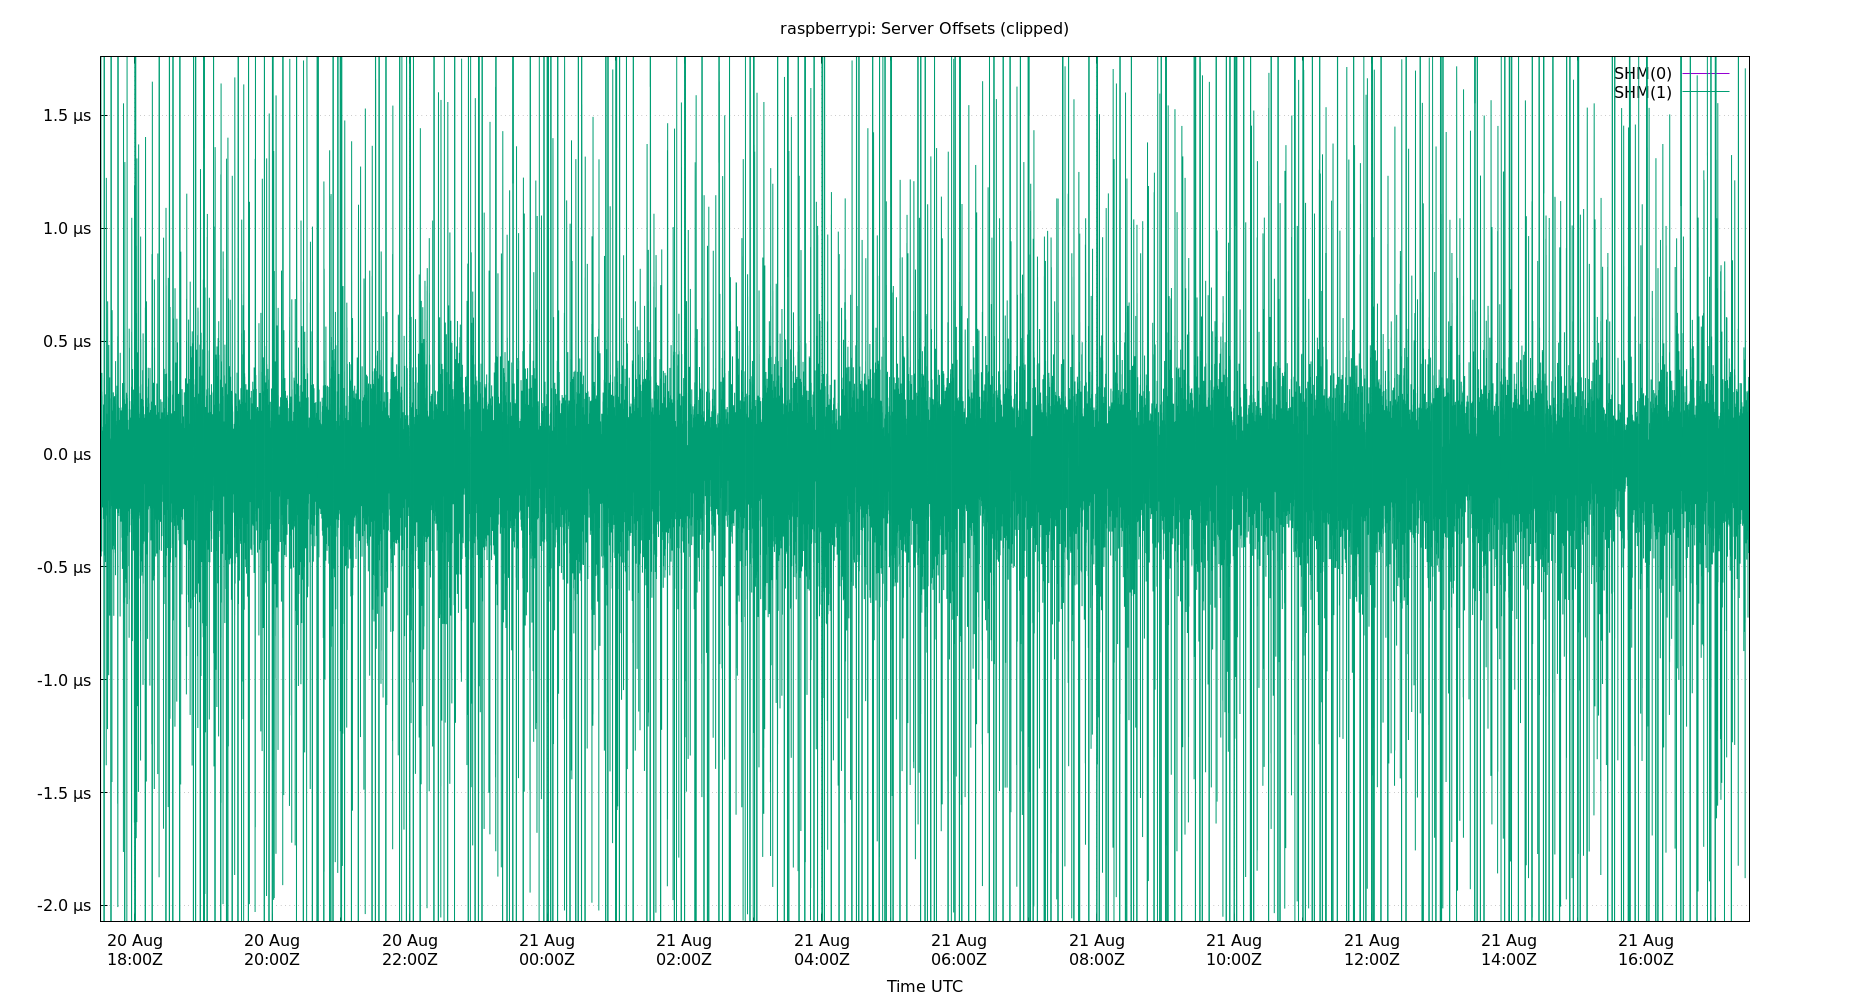 raspberrypi: Server Offsets (clipped)
SHM(0)
SHM(1)
1.5 µs
1.0 µs
0.5 µs
0.0 µs
-0.5 µs
-1.0 µs
-1.5 µs
-2.0 µs
20 Aug 20 Aug 20 Aug 21 Aug 21 Aug 21 Aug 21 Aug 21 Aug 21 Aug 21 Aug 21 Aug 21 Aug
18:00Z 20:00Z 22:00Z 00:00Z 02:00Z 04:00Z 06:00Z 08:00Z 10:00Z 12:00Z 14:00Z 16:00Z
Time UTC